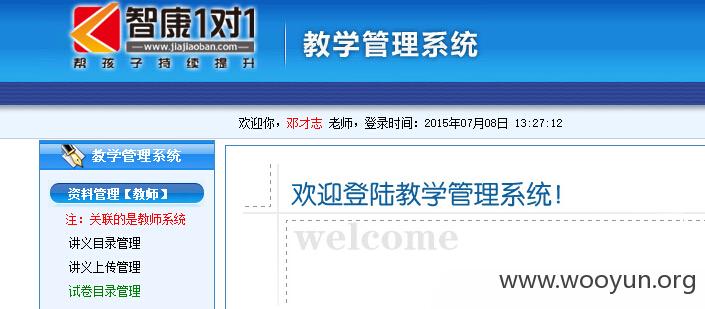 智康1对1
www.jiajiaoban.com
帮孩子持续提升
教学管理系统
欢迎你，邓才志 老师，登录时间：2015年07月08日 13:27:12
教学管理系统
资料管理【教师】
注：关联的是教师系统
讲义目录管理
讲义上传管理
试卷目录管理
欢迎登陆教学管理系统！
welcome
www.wooyun.org